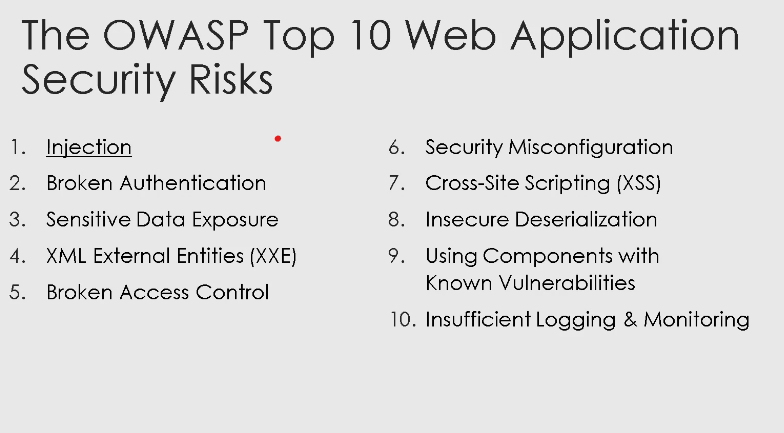 The OWASP Top 10 Web Application
Security Risks
1. Injection
2. Broken Authentication
3. Sensitive Data Exposure
4. XML External Entities (XXE)
5. Broken Access Control
6. Security Misconfiguration
7. Cross-Site Scripting (XSS)
8. Insecure Deserialization
9. Using Components with
Known Vulnerabilities
10. Insufficient Logging & Monitoring